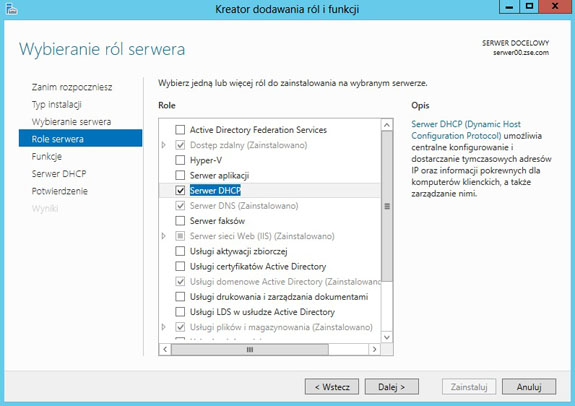 Kreator dodawania ról i funkcji
Wybieranie ról serwera
SERWER DOCELOWY
serwer00.zse.com
Zanim rozpoczniesz
Typ instalacji
Wybieranie serwera
Role serwera
Funkcje
Serwer DHCP
Potwierdzenie
Wyniki
Wybierz jedną lub więcej ról do zainstalowania na wybranym serwerze.
Role
Active Directory Federation Services
Dostęp zdalny (Zainstalowano)
Hyper-V
Serwer aplikacji
Serwer DHCP
Serwer DNS (Zainstalowano)
Serwer faksów
Serwer sieci Web (IIS) (Zainstalowano)
Usługi aktywacji zbiorczej
Usługi certyfikatów Active Directory
Usługi domenowe Active Directory (Zainstalowano
Usługi drukowania i zarządzania dokumentami
Usługi LDS w usłudze Active Directory
Usługi plików i magazynowania (Zainstalowano)
Opis
Serwer DHCP (Dynamic Host
Configuration Protocol) umożliwia
centralne konfigurowanie i
dostarczanie tymczasowych adresów
IP oraz informacji pokrewnych dla
komputerów klienckich, a także
zarządzanie nimi.
< Wstecz
Dalej >
Zainstaluj
Anuluj